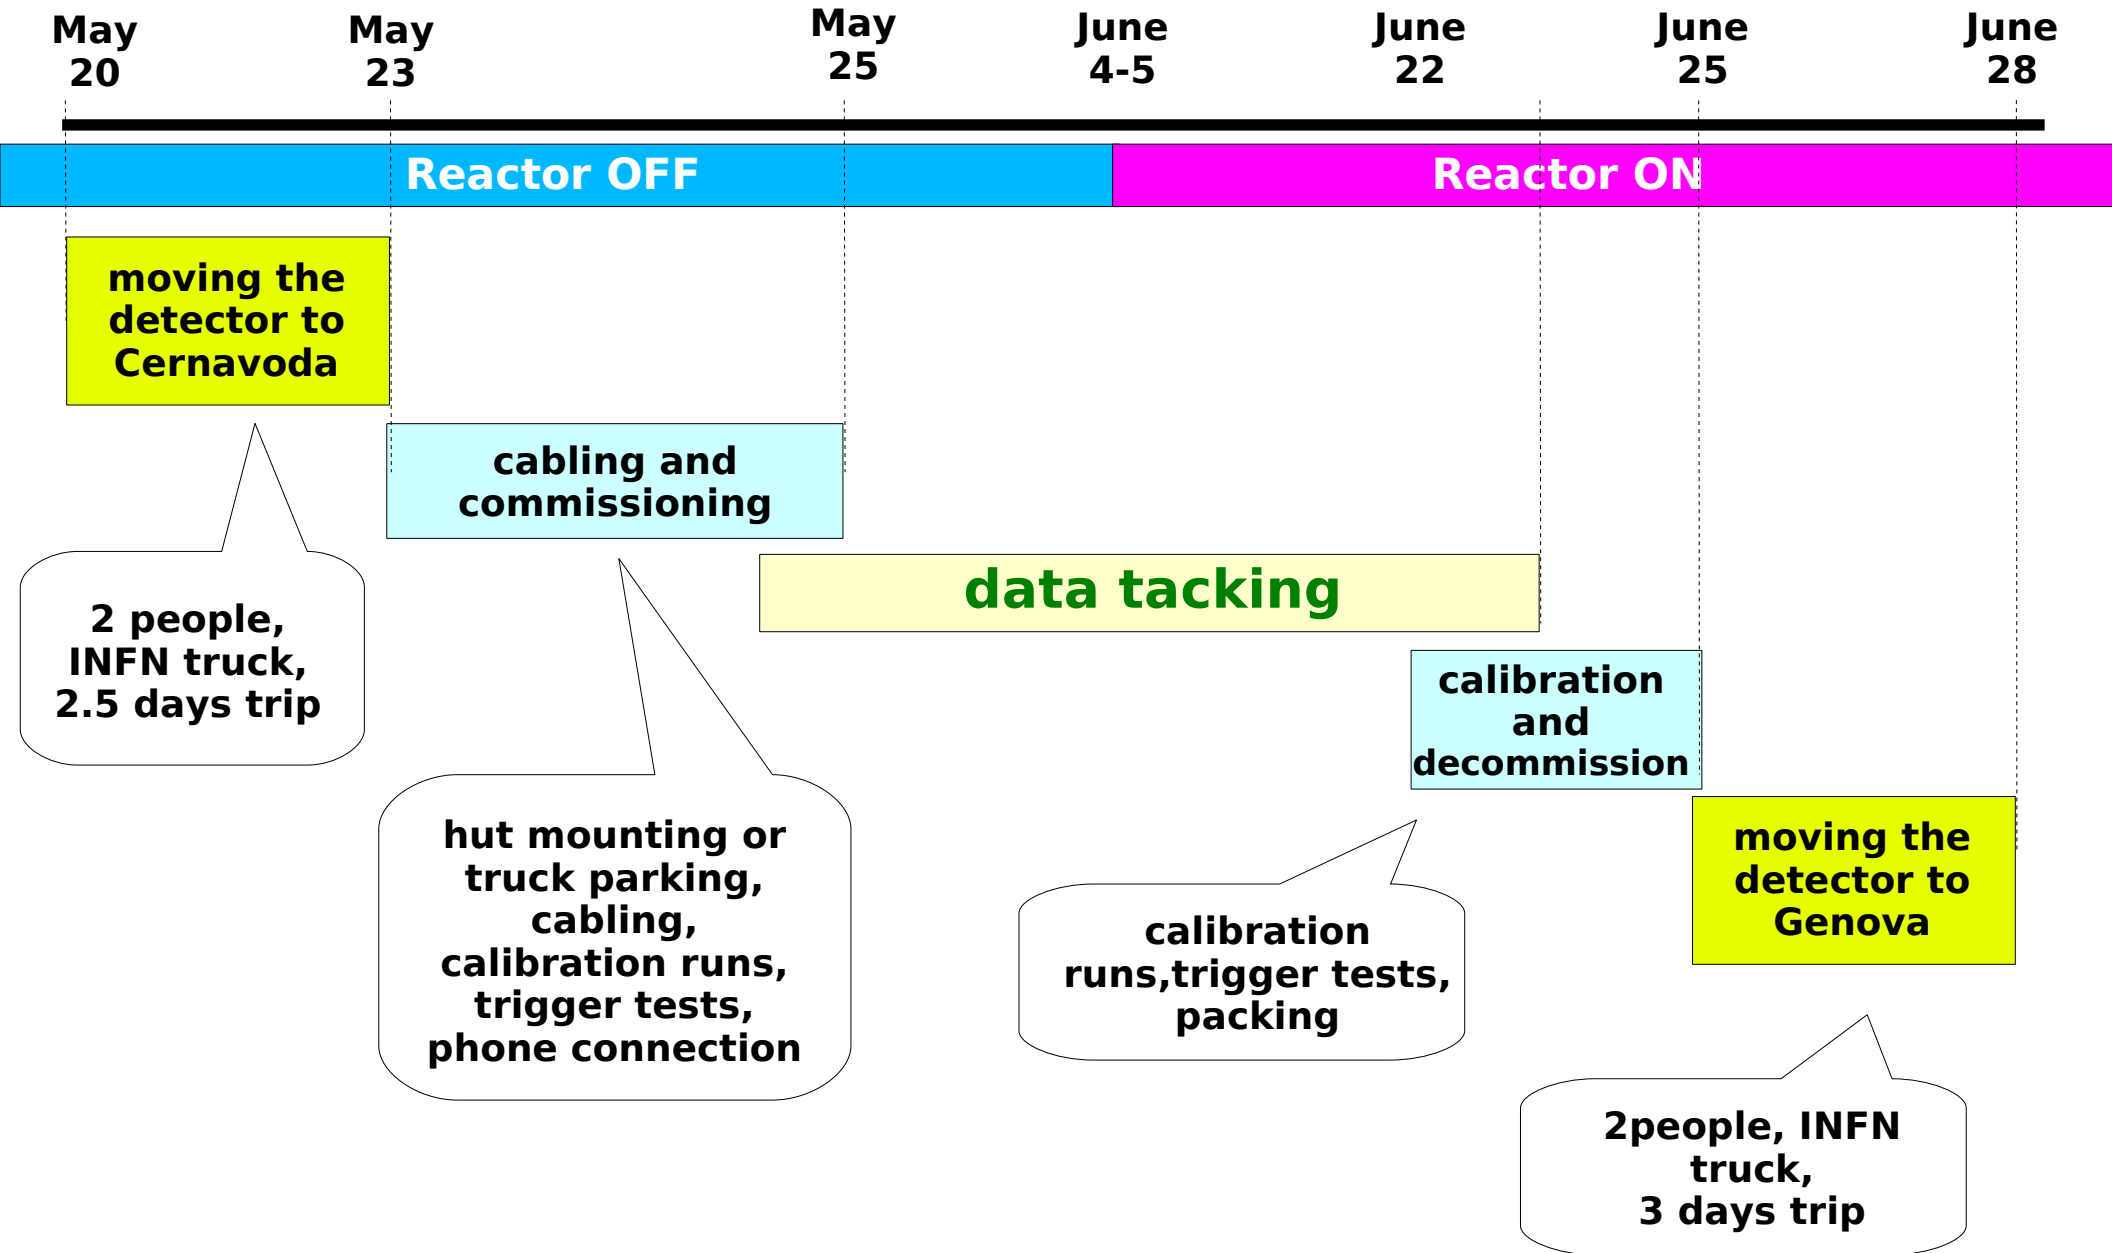 May
20
May
23
May
25
June
4-5
June
22
June
25
June
28
Reactor OFF
Reactor ON
moving the
detector to
Cernavoda
cabling and
commissioning
data tacking
2 people,
INFN truck,
2.5 days trip
calibration
and
decommission
hut mounting or
truck parking,
cabling,
calibration runs,
trigger tests,
phone connection
moving the
detector to
Genova
calibration
runs,trigger tests,
packing
2people, INFN
truck,
3 days trip